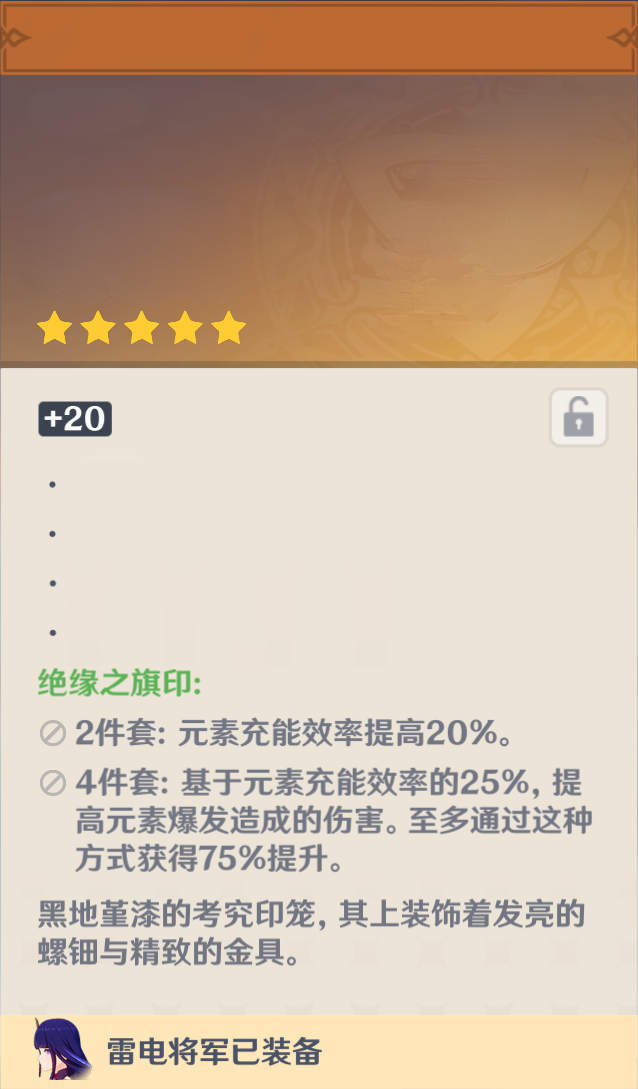 +20
·
·
·
·
绝缘之旗印:
2件套: 元素充能效率提高20%。
4件套: 基于元素充能效率的25%, 提
高元素爆发造成的伤害。至多通过这种
方式获得75%提升。
黑地堇漆的考究印笼, 其上装饰着发亮的
螺钿与精致的金具。
雷电将军已装备